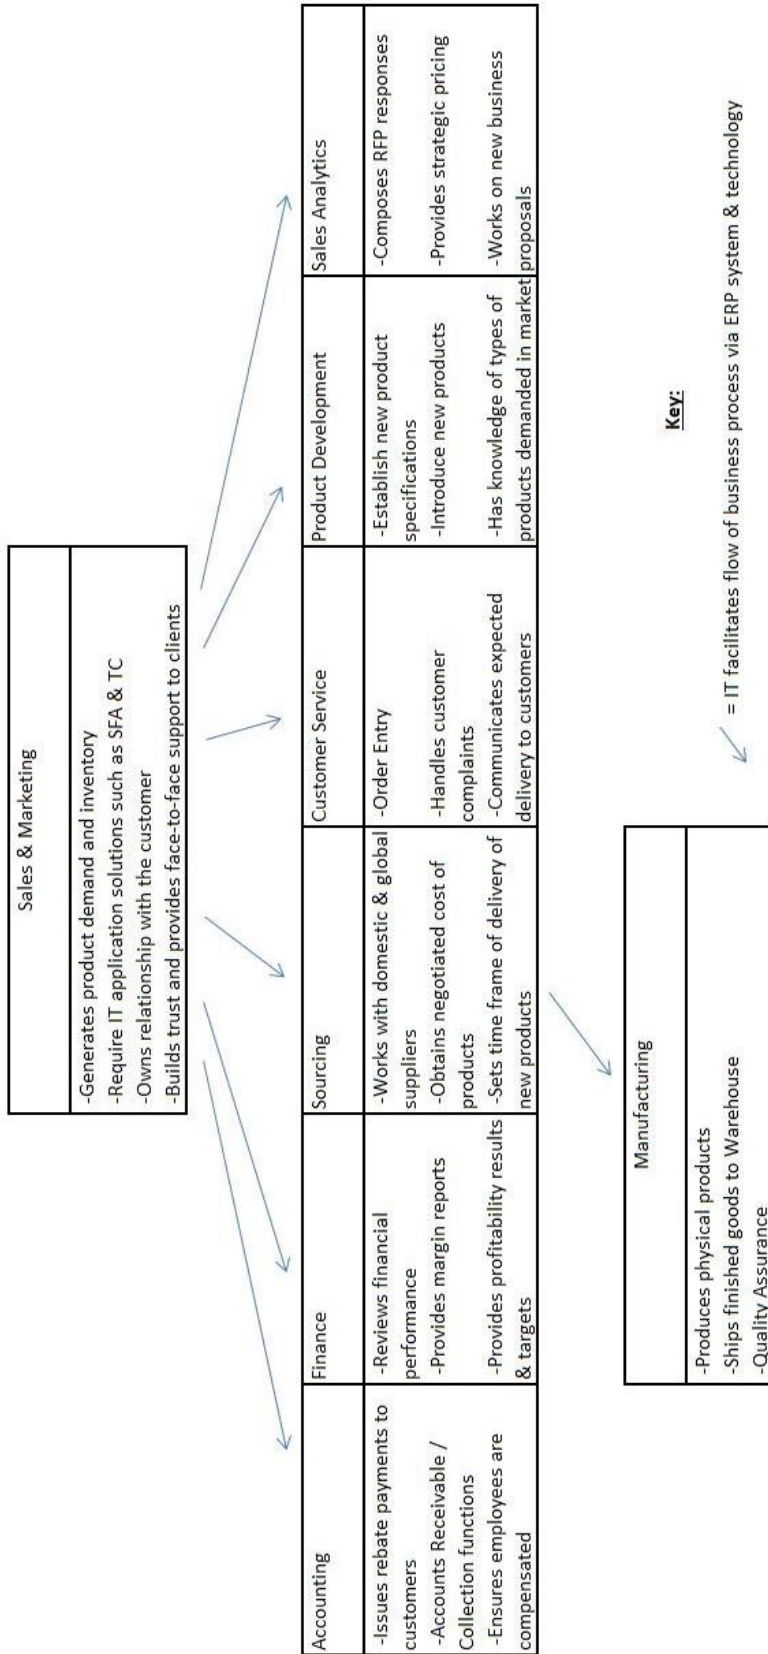 Sales & Marketing
-Generates product demand and inventory
-Require IT application solutions such as SFA & TC
-Owns relationship with the customer
-Builds trust and provides face-to-face support to clients
Accounting
-Issues rebate payments to
customers
-Accounts Receivable /
Collection functions
-Ensures employees are
compensated
Finance
-Reviews financial
performance
-Provides margin reports
-Provides profitability results
& targets
Sourcing
-Works with domestic & global
suppliers
-Obtains negotiated cost of
products
-Sets time frame of delivery of
new products
Customer Service
-Order Entry
-Handles customer
complaints
-Communicates expected
delivery to customers
Product Development
-Establish new product
specifications
-Introduce new products
-Has knowledge of types of
products demanded in market
Sales Analytics
-Composes RFP responses
-Provides strategic pricing
-Works on new business
proposals
Manufacturing
-Produces physical products
-Ships finished goods to Warehouse
-Quality Assurance
Key:
= IT facilitates flow of business process via ERP system & technology